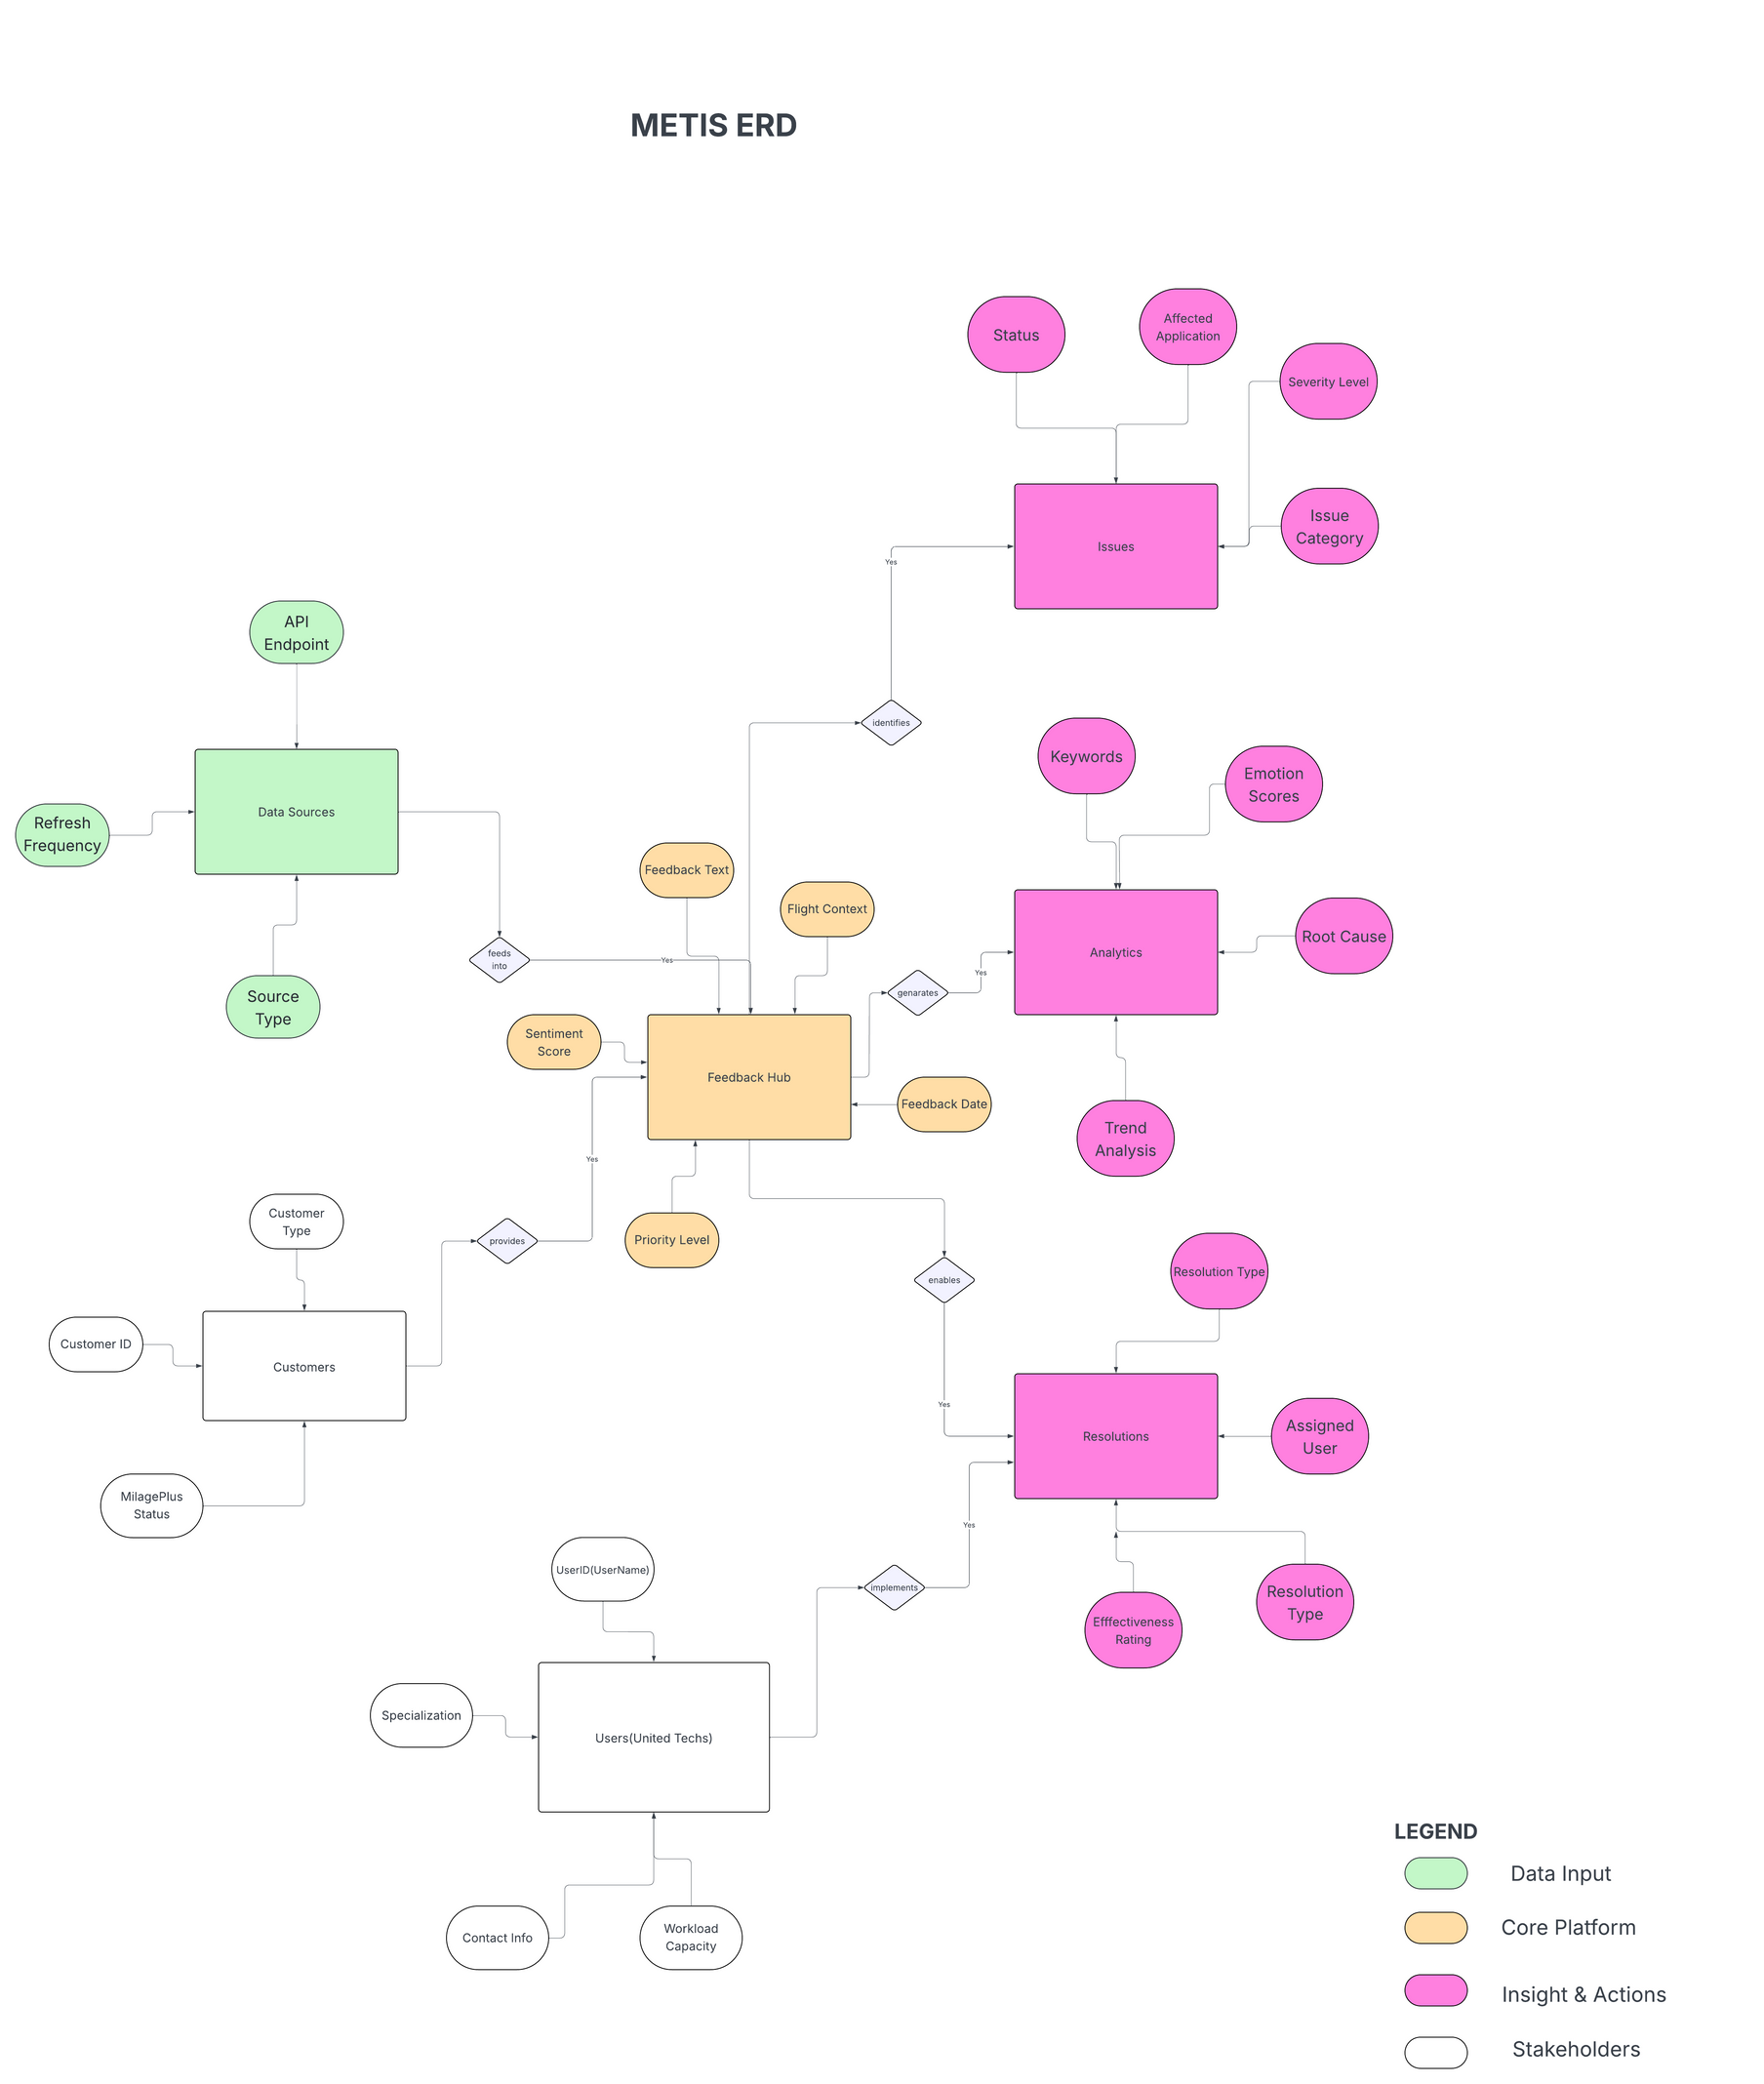 METIS ERD
Status
Affected
Application
Severity Level
Issue
Category
Issues
Yes
identifies
API
Endpoint
Data Sources
Refresh
Frequency
Source
Type
feeds
into
Yes
Keywords
Emotion
Scores
Root Cause
Analytics
Trend
Analysis
Feedback Text
Flight Context
Sentiment
Score
Feedback Hub
Feedback Date
Priority Level
genarates
Yes
Yes
provides
Customer
Type
Customer ID
Customers
MilagePlus
Status
enables
Yes
Resolution Type
Resolutions
Assigned
User
Efffectiveness
Rating
Resolution
Type
Yes
implements
UserID(UserName)
Specialization
Users(United Techs)
Contact Info
Workload
Capacity
LEGEND
Data Input
Core Platform
Insight & Actions
Stakeholders